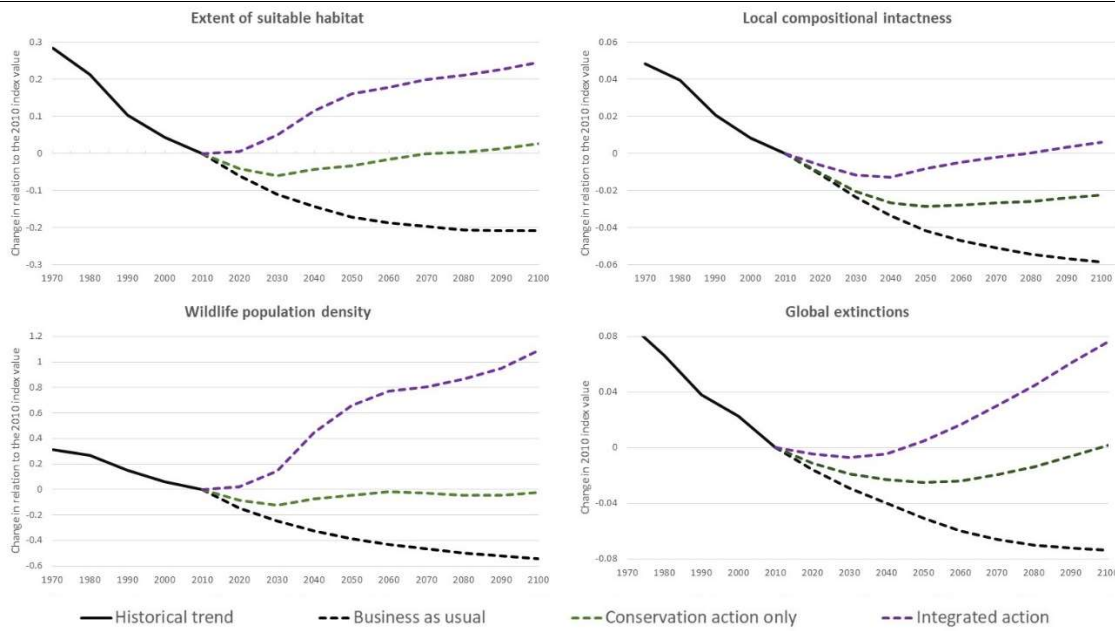 Extent of suitable habitat
Change in relation to the 2010 index value
0.3
0.2
0.1
0
-0.1
-0.2
-0.3
1970 1980 1990 2000 2010 2020 2030 2040 2050 2060 2070 2080 2090 2100
Local compositional intactness
Change in relation to the 2010 index value
0.06
0.04
0.02
0
-0.02
-0.04
-0.06
1970 1980 1990 2000 2010 2020 2030 2040 2050 2060 2070 2080 2090 2100
Wildlife population density
Change in relation to the 2010 index value
1.2
1
0.8
0.6
0.4
0.2
0
-0.2
-0.4
-0.6
1970 1980 1990 2000 2010 2020 2030 2040 2050 2060 2070 2080 2090 2100
Global extinctions
Change in 2010 index value
0.08
0.04
0
-0.04
-0.08
1970 1980 1990 2000 2010 2020 2030 2040 2050 2060 2070 2080 2090 2100
Historical trend Business as usual Conservation action only Integrated action